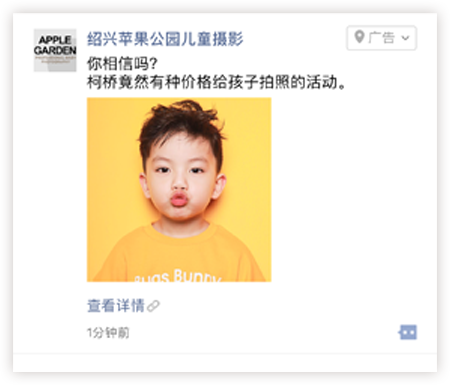 APPLE
GARDEN
绍兴苹果公园儿童摄影
广告
你相信吗?
柯桥竟然有种价格给孩子拍照的活动。
BUGS BUNNY
查看详情
1分钟前